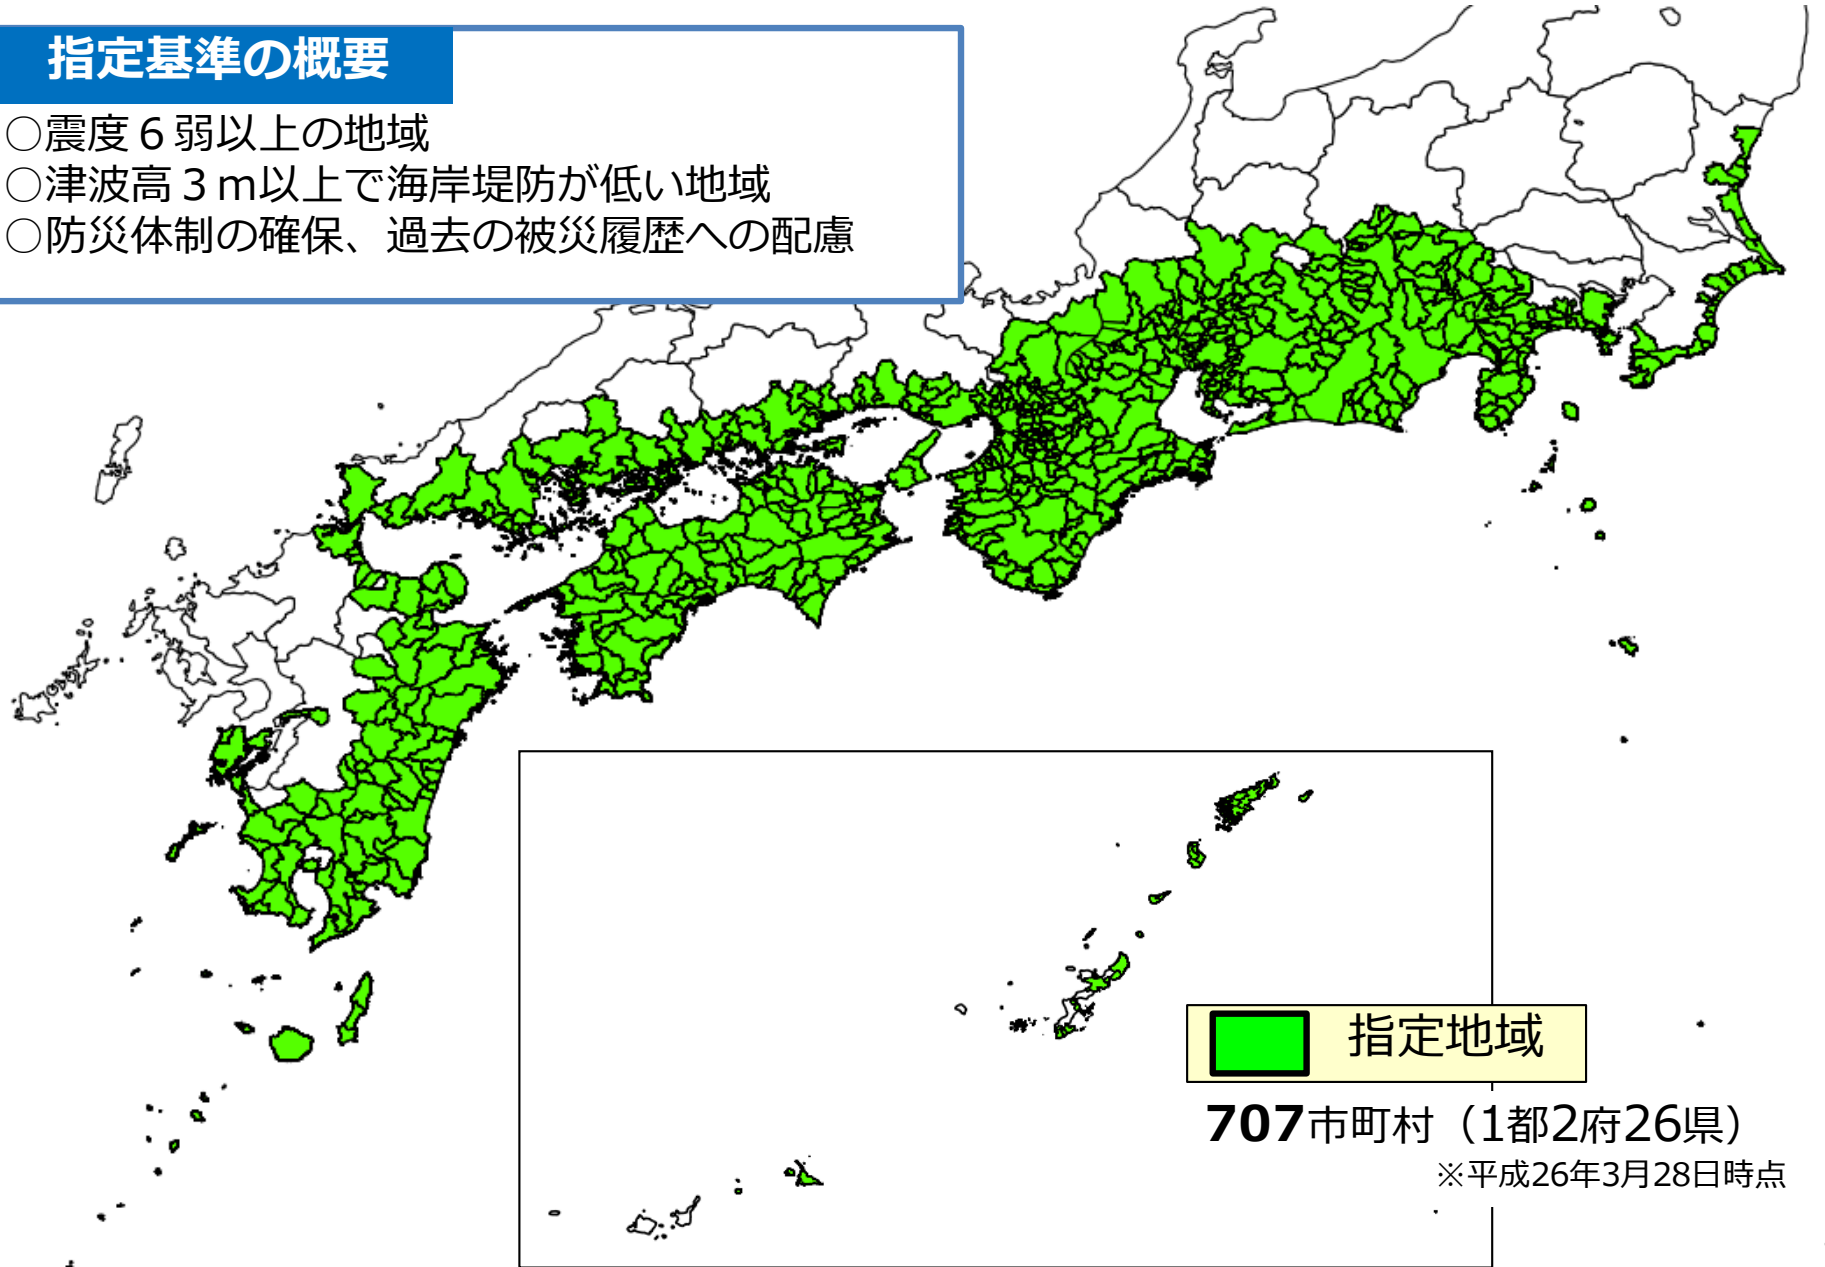 指定基準の概要
○震度６弱以上の地域
○津波高３ｍ以上で海岸堤防が低い地域
○防災体制の確保、過去の被災履歴への配慮
指定地域
707市町村（1都2府26県）
※平成26年3月28日時点